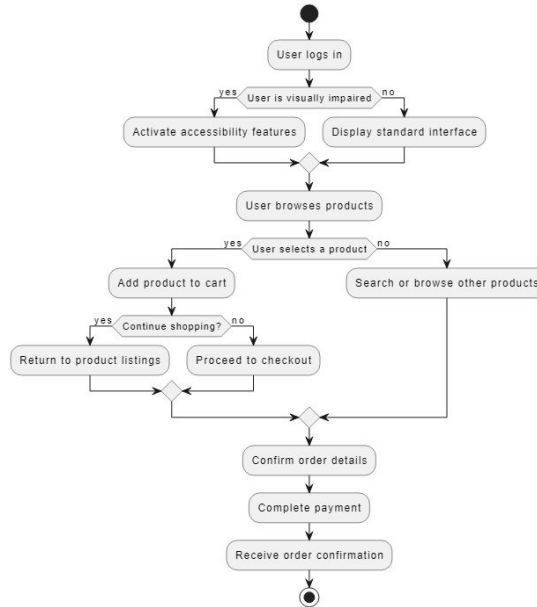 User logs in
yes
User is visually impaired
no
Activate accessibility features
Display standard interface
User browses products
yes
User selects a product
no
Add product to cart
Search or browse other products
yes
Continue shopping?
no
Return to product listings
Proceed to checkout
Confirm order details
Complete payment
Receive order confirmation